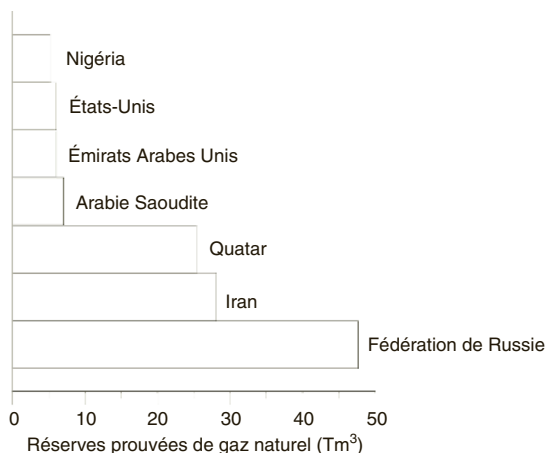 Nigéria
États-Unis
Émirats Arabes Unis
Arabie Saoudite
Quatar
Iran
Fédération de Russie
0 10 20 30 40 50
Réserves prouvées de gaz naturel (Tm³)